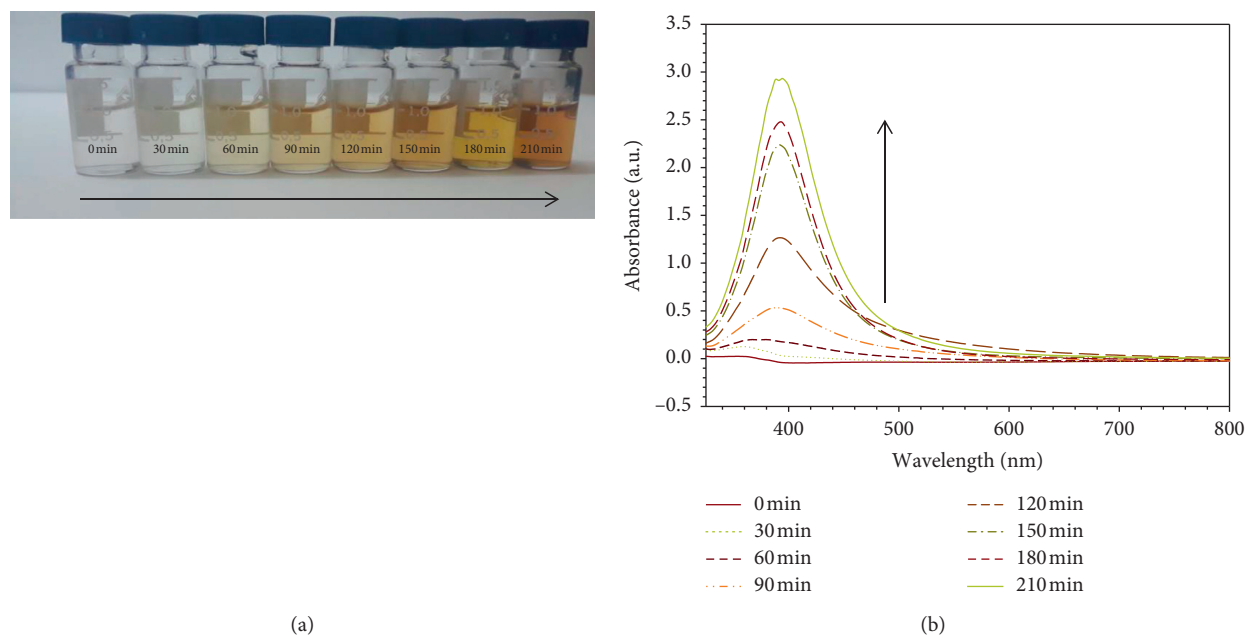 0 min 30 min 60 min 90 min 120 min 150 min 180 min 210 min
(a)
3.5
3.0
2.5
2.0
1.5
1.0
0.5
0.0
–0.5
Absorbance (a.u.)
400 500 600 700 800
Wavelength (nm)
0 min
30 min
60 min
90 min
120 min
150 min
180 min
210 min
(b)